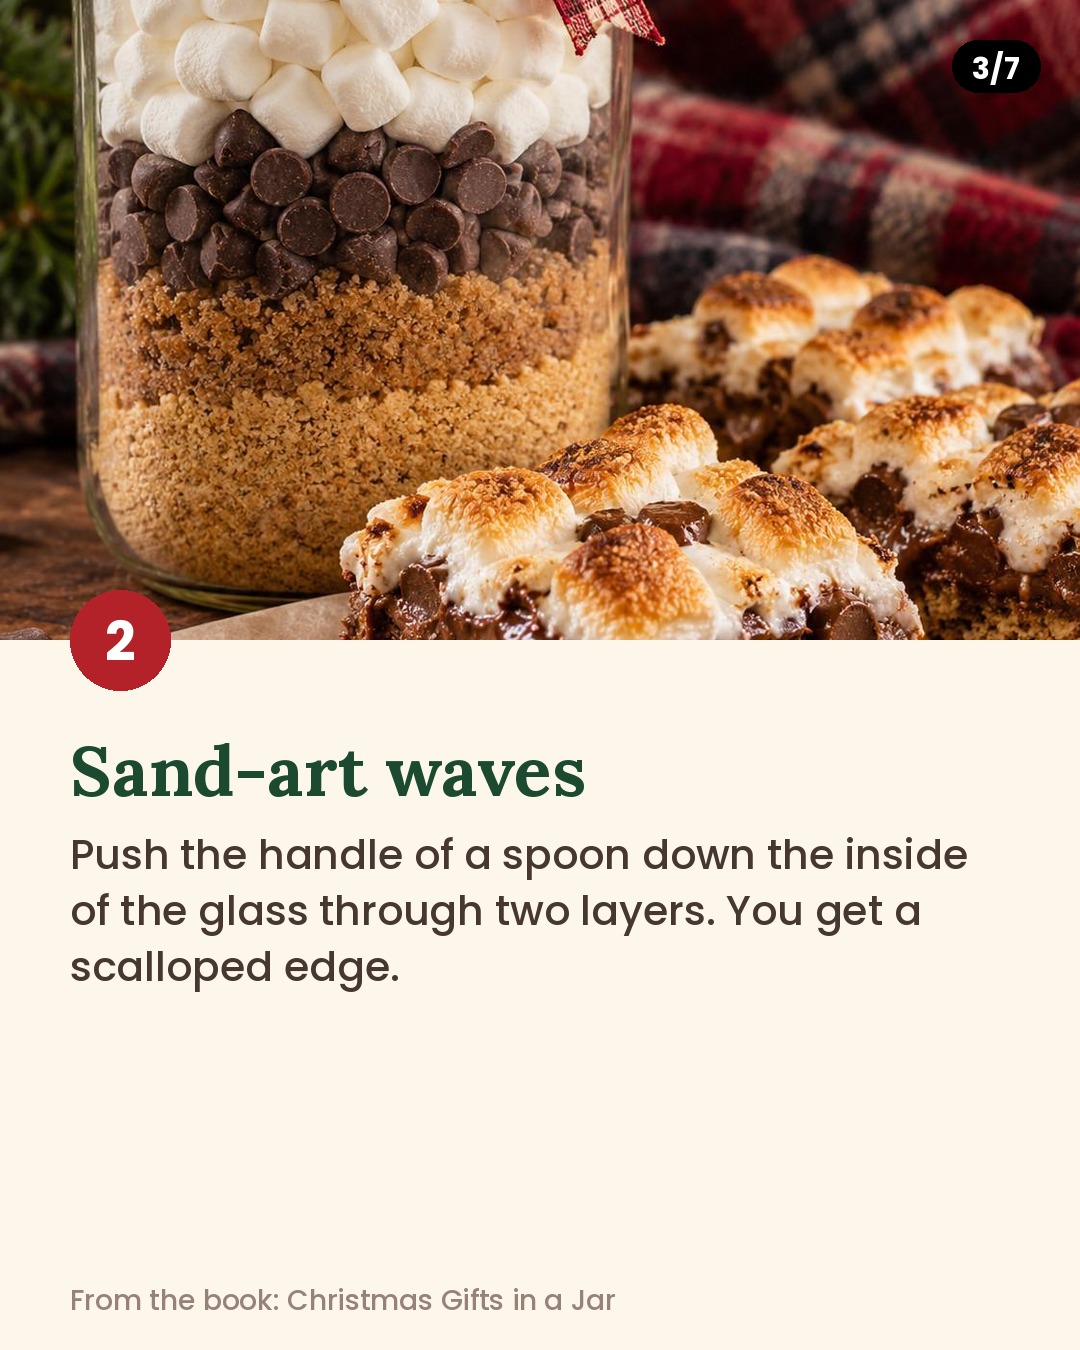 3/7
2
Sand-art waves
Push the handle of a spoon down the inside
of the glass through two layers. You get a
scalloped edge.
From the book: Christmas Gifts in a Jar